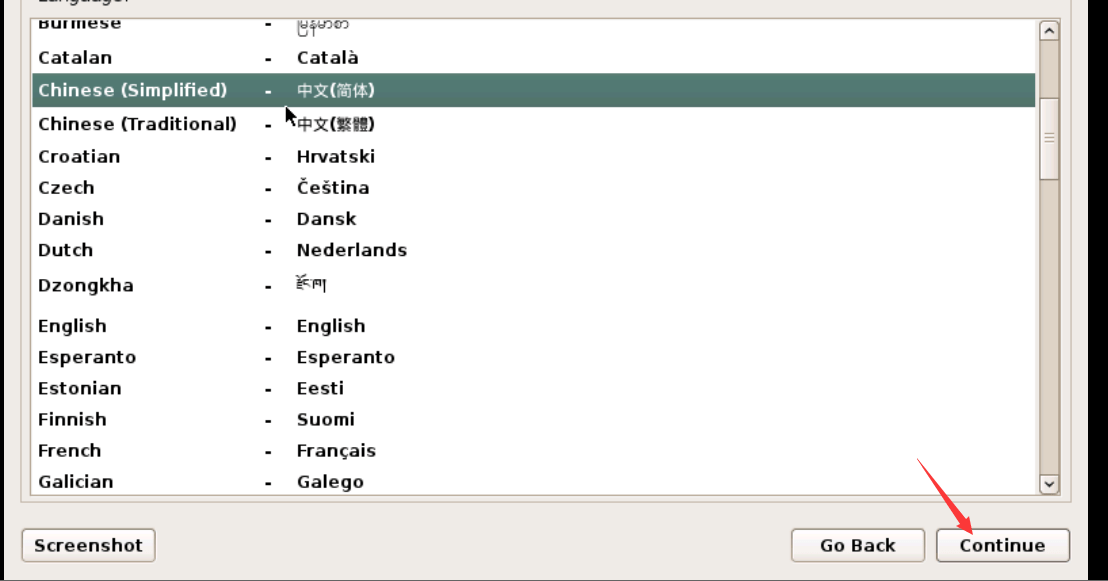 Language:
Burmese - မြန်မာစာ
Catalan - Català
Chinese (Simplified) - 中文(简体)
Chinese (Traditional) - 中文(繁體)
Croatian - Hrvatski
Czech - Čeština
Danish - Dansk
Dutch - Nederlands
Dzongkha - རྫོང་ཁ།
English - English
Esperanto - Esperanto
Estonian - Eesti
Finnish - Suomi
French - Français
Galician - Galego
Screenshot Go Back Continue